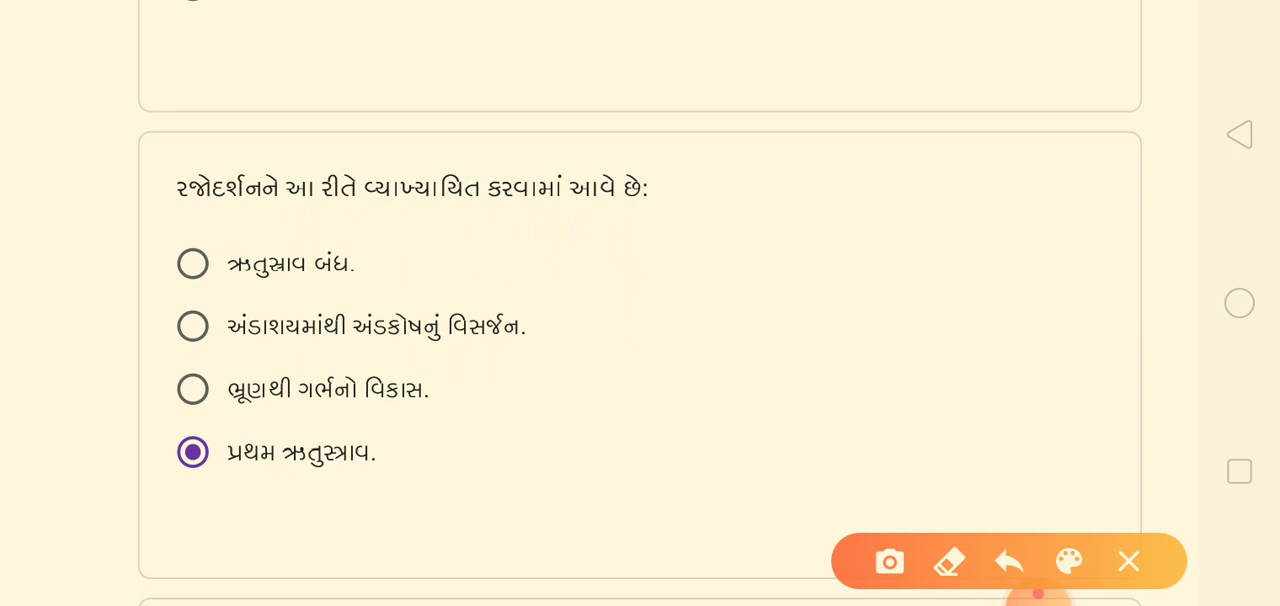 રજોદર્શનને આ રીતે વ્યાખ્યાયિત કરવામાં આવે છે:
ઋતુસ્રાવ બંધ.
અંડાશયમાંથી અંડકોષનું વિસર્જન.
ભ્રૂણથી ગર્ભનો વિકાસ.
પ્રથમ ઋતુસ્ત્રાવ.